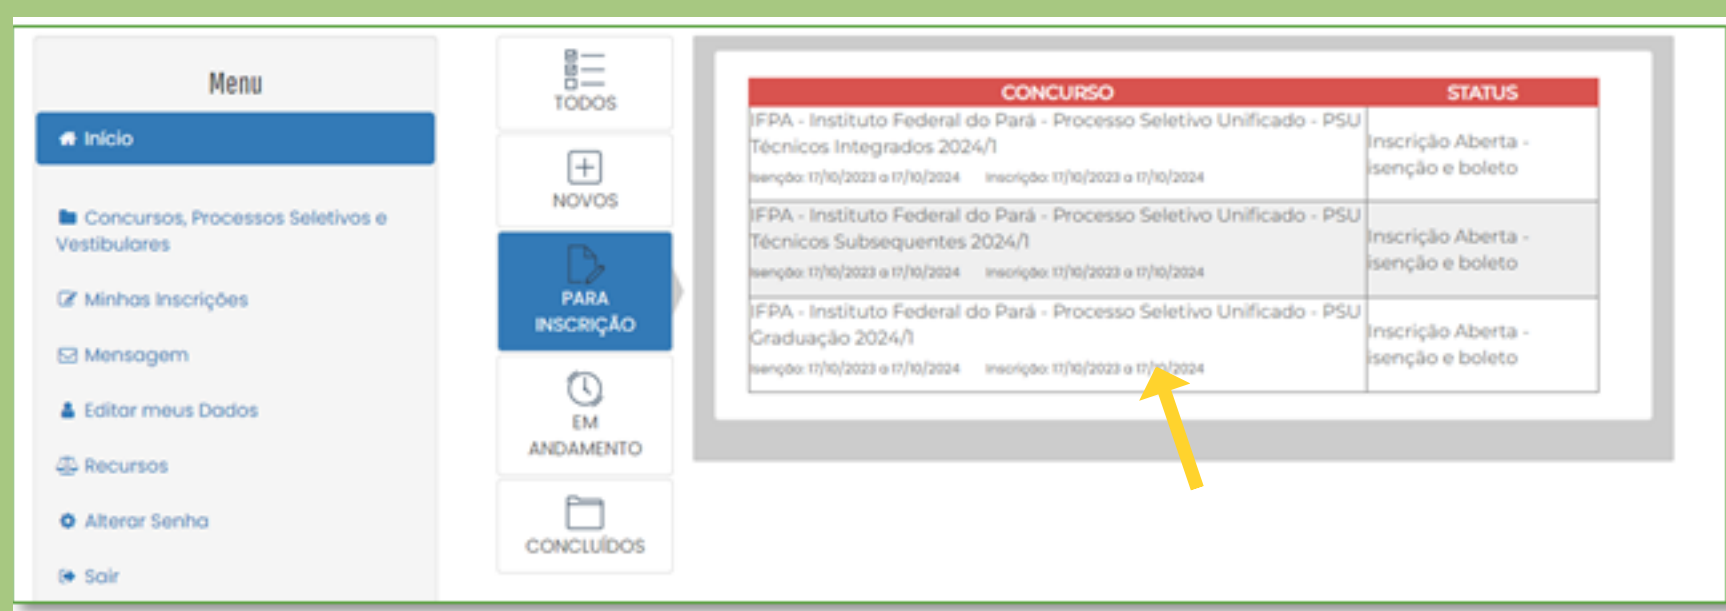 Menu
Início
Concursos, Processos Seletivos e
Vestibulares
Minhas Inscrições
Mensagem
Editar meus Dados
Recursos
Alterar Senha
Sair
TODOS
NOVOS
PARA
INSCRIÇÃO
EM
ANDAMENTO
CONCLUÍDOS
CONCURSO STATUS
IFPA - Instituto Federal do Pará - Processo Seletivo Unificado - PSU
Técnicos Integrados 2024/1
Isenção: 17/10/2023 a 17/10/2024 Inscrição: 17/10/2023 a 17/10/2024
Inscrição Aberta -
isenção e boleto
IFPA - Instituto Federal do Pará - Processo Seletivo Unificado - PSU
Técnicos Subsequentes 2024/1
Isenção: 17/10/2023 a 17/10/2024 Inscrição: 17/10/2023 a 17/10/2024
Inscrição Aberta -
isenção e boleto
IFPA - Instituto Federal do Pará - Processo Seletivo Unificado - PSU
Graduação 2024/1
Isenção: 17/10/2023 a 17/10/2024 Inscrição: 17/10/2023 a 17/10/2024
Inscrição Aberta -
isenção e boleto